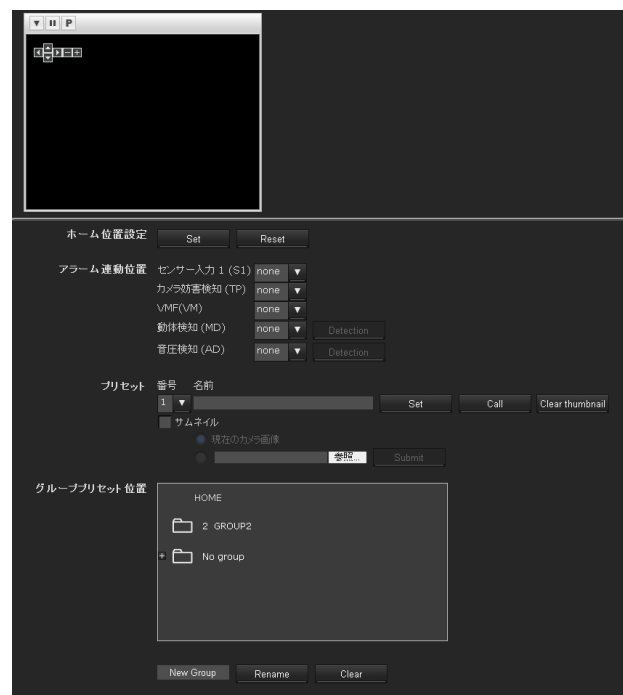 P
ホーム位置設定 Set Reset
アラーム連動位置 センサー入力 1 (S1) none
カメラ妨害検知 (TP) none
VMF(VM) none
動体検知 (MD) none Detection
音圧検知 (AD) none Detection
プリセット 番号 名前
1 Set Call Clear thumbnail
サムネイル
現在のカメラ画像
参照... Submit
グループプリセット位置
HOME
2 GROUP2
No group
New Group Rename Clear